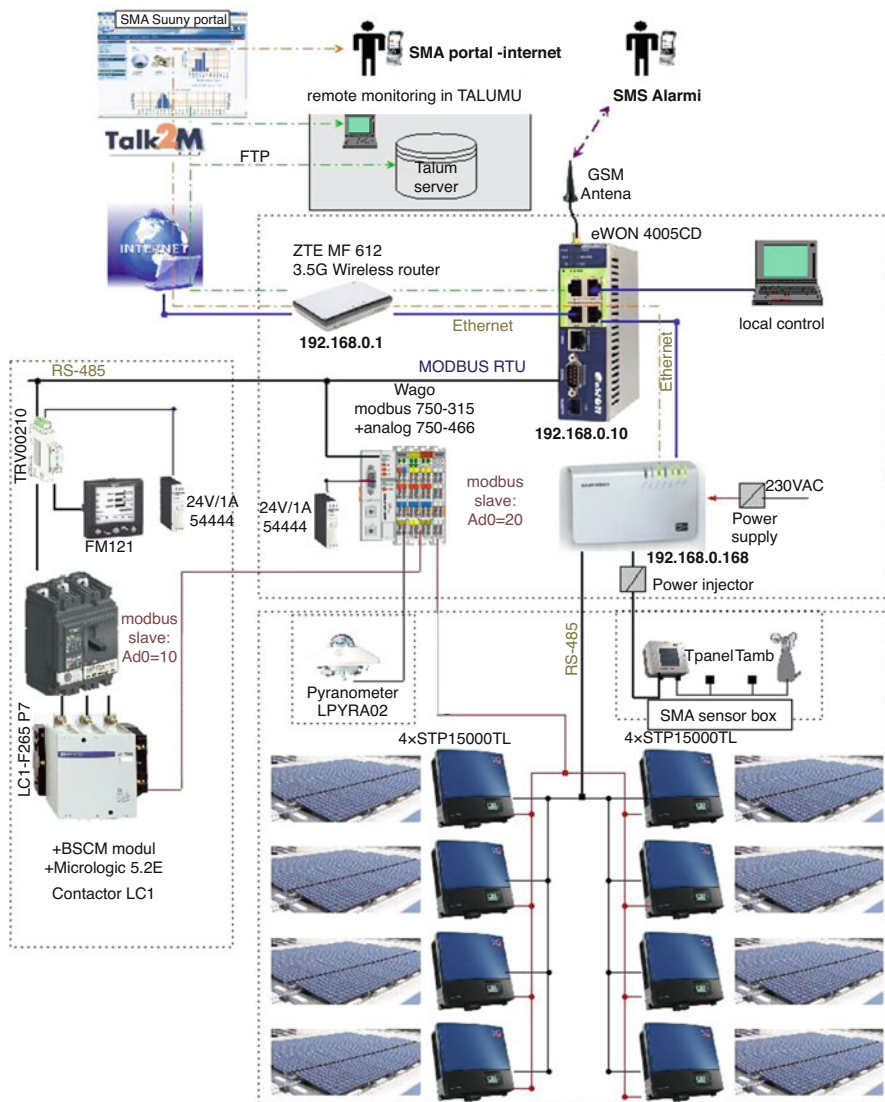 SMA Suuny portal
SMA portal -internet
SMS Alarmi
remote monitoring in TALUMU
Talk2M
FTP
Talum
server
GSM
Antena
INTERNET
ZTE MF 612
3.5G Wireless router
eWON 4005CD
192.168.0.1
Ethernet
local control
Ethernet
RS-485
MODBUS RTU
Wago
modbus 750-315
+analog 750-466
192.168.0.10
TRV00210
24V/1A
54444
FM121
24V/1A
54444
modbus
slave:
Ad0=20
230VAC
Power
supply
192.168.0.168
Power injector
modbus
slave:
Ad0=10
RS-485
Pyranometer
LPYRA02
TpanelTamb
SMA sensor box
LC1-F265 P7
4×STP15000TL
4×STP15000TL
+BSCM modul
+Micrologic 5.2E
Contactor LC1